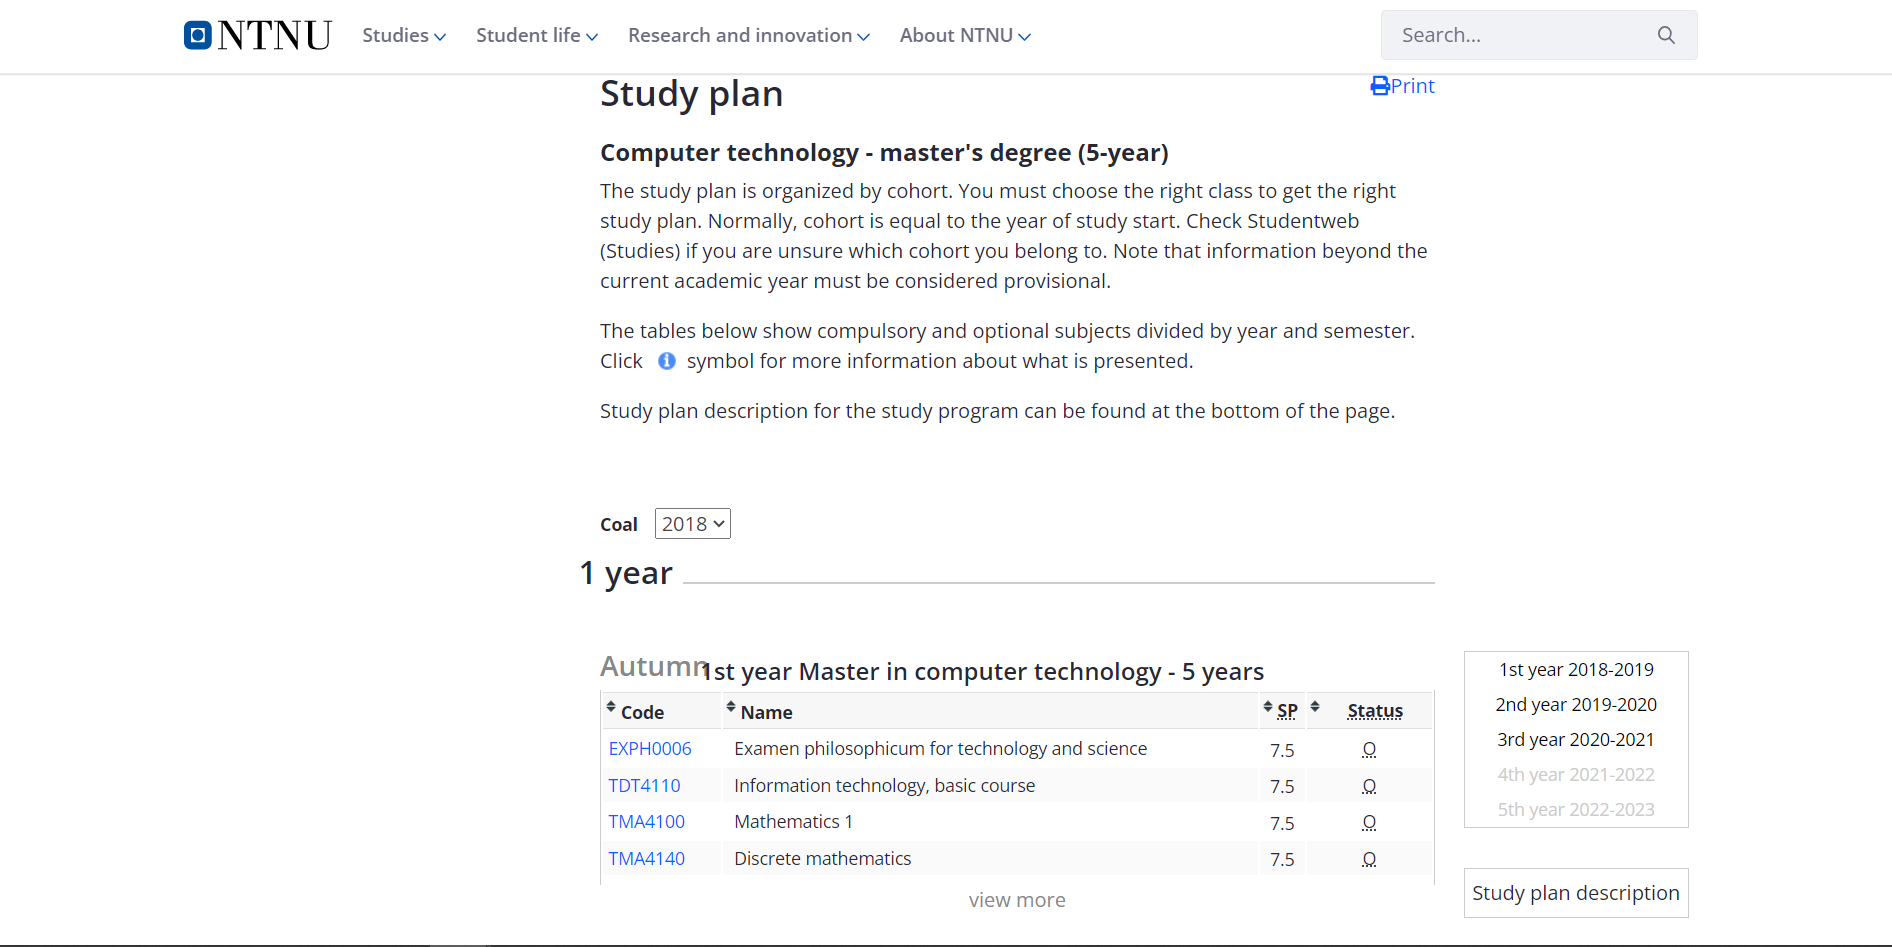 NTNU Studies Student life Research and innovation About NTNU Search...
Study plan
Print
Computer technology - master's degree (5-year)
The study plan is organized by cohort. You must choose the right class to get the right
study plan. Normally, cohort is equal to the year of study start. Check Studentweb
(Studies) if you are unsure which cohort you belong to. Note that information beyond the
current academic year must be considered provisional.
The tables below show compulsory and optional subjects divided by year and semester.
Click symbol for more information about what is presented.
Study plan description for the study program can be found at the bottom of the page.
Coal 2018
1 year
Autumn
1st year Master in computer technology - 5 years
Code Name SP Status
EXPH0006 Examen philosophicum for technology and science 7.5 O
TDT4110 Information technology, basic course 7.5 O
TMA4100 Mathematics 1 7.5 O
TMA4140 Discrete mathematics 7.5 O
view more
1st year 2018-2019
2nd year 2019-2020
3rd year 2020-2021
4th year 2021-2022
5th year 2022-2023
Study plan description